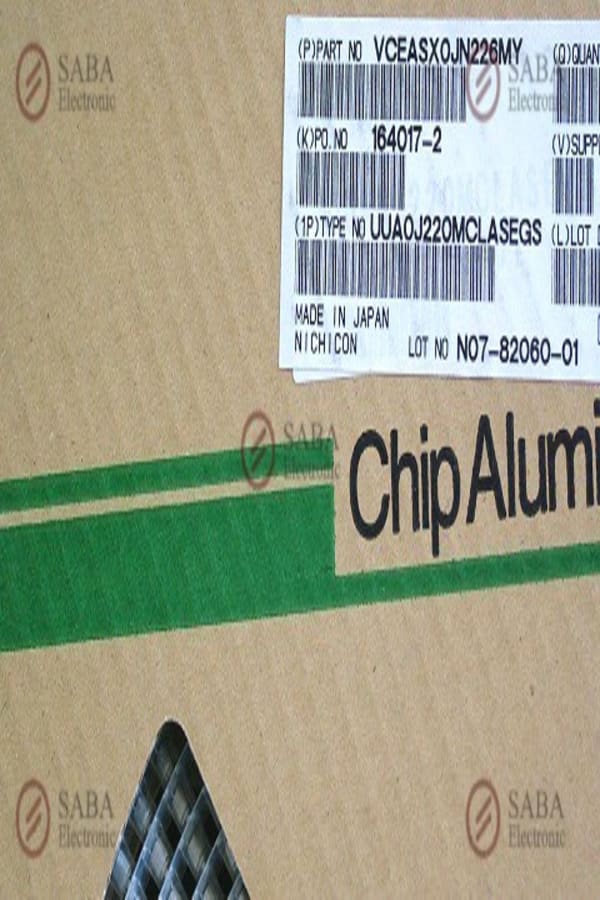 (P)PART NO VCEASX0JN226MY (Q)QUAN
(K)PO.NO 164017-2 (V)SUPP
(1P)TYPE NO UUA0J220MCLASEGS (L)LOT
MADE IN JAPAN
NICHICON LOT NO N07-82060-01
Chip Alumi
SABA
Electronic
SABA
Electronic
SABA
Electronic
SABA
Electronic
SABA
Electronic